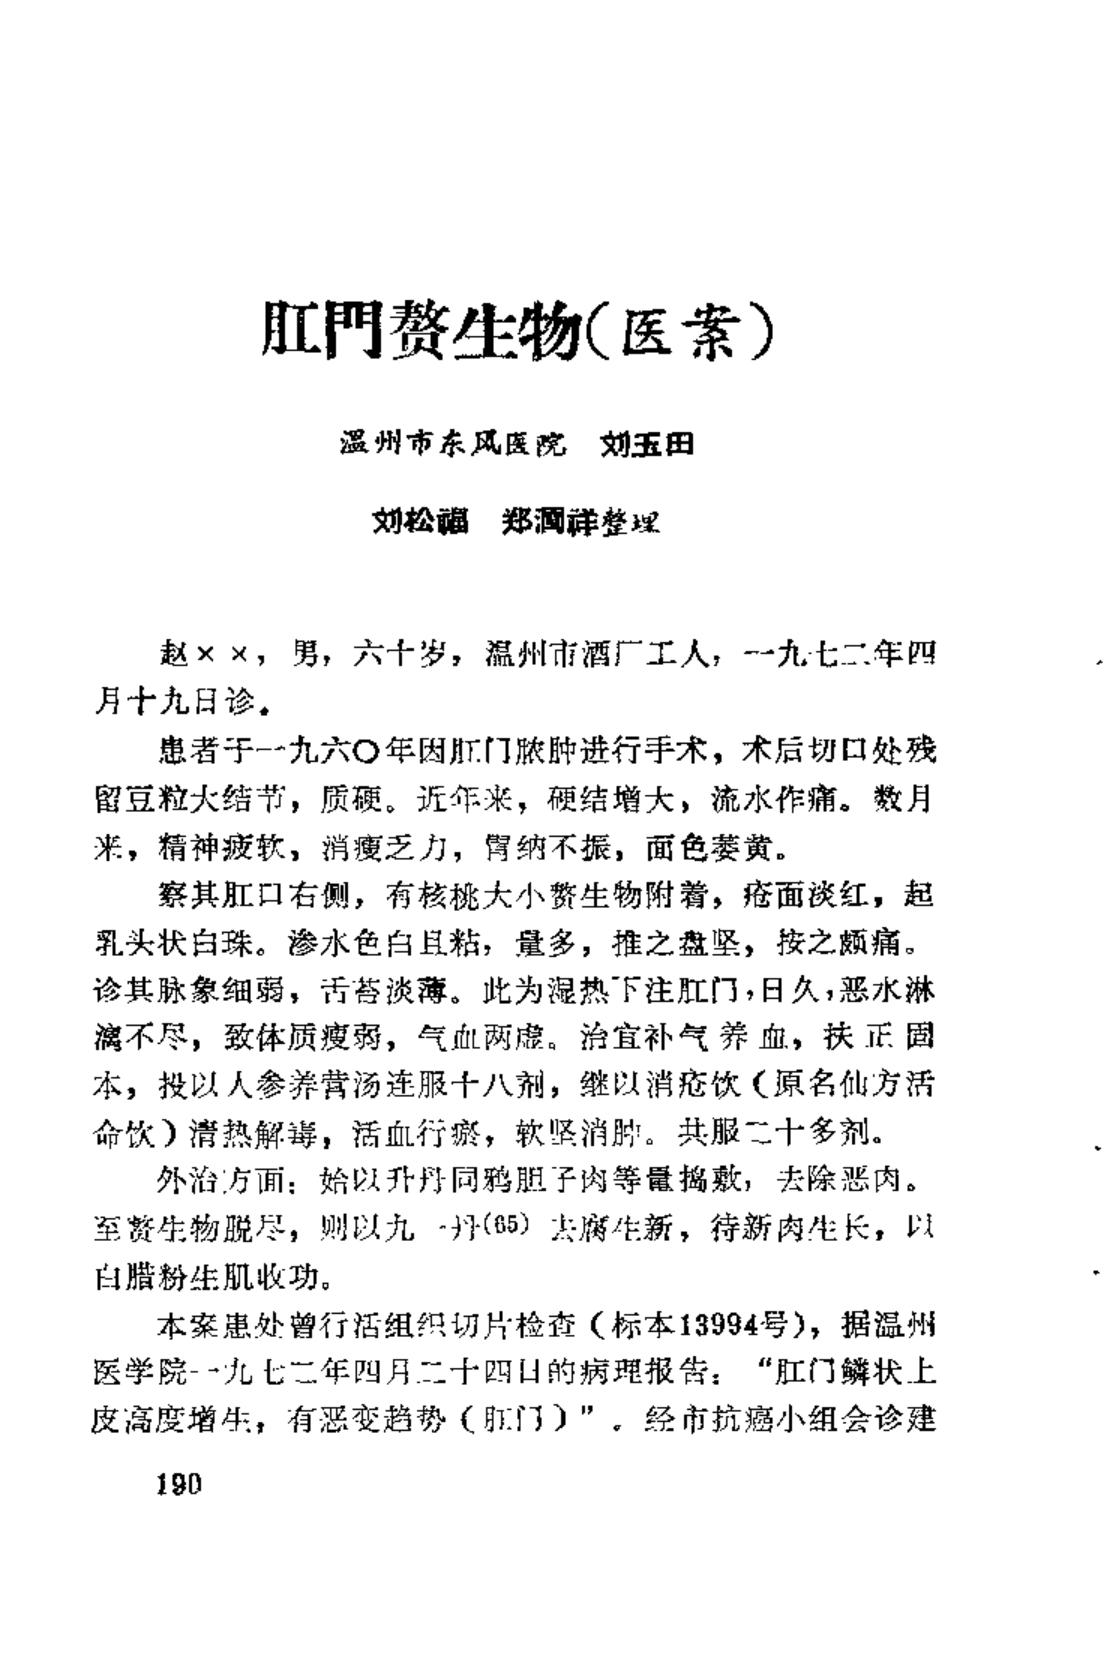 肛門赘生物（医案）
温州市东风医院　刘玉田
刘松福　郑潤祥整理
赵××，男，六十岁，温州市酒厂工人，一九七二年四
月十九日诊。
患者于一九六〇年因肛门脓肿进行手术，术后切口处残
留豆粒大结节，质硬。近年来，硬结增大，流水作痛。数月
来，精神疲软，消瘦乏力，胃纳不振，面色萎黄。
察其肛口右侧，有核桃大小赘生物附着，疮面淡红，起
乳头状白珠。渗水色白且粘，量多，推之盘坚，按之颇痛。
诊其脉象细弱，舌苔淡薄。此为湿热下注肛门，日久，恶水淋
漓不尽，致体质瘦弱，气血两虚。治宜补气养血，扶正固
本，投以人参养营汤连服十八剂，继以消疮饮（原名仙方活
命饮）清热解毒，活血行瘀，软坚消肿。共服二十多剂。
外治方面：始以升丹同鸦胆子肉等量捣敷，去除恶肉。
至赘生物脱尽，则以九一丹(65)去腐生新，待新肉生长，以
白腊粉生肌收功。
本案患处曾行活组织切片检查（标本13994号），据温州
医学院一九七二年四月二十四日的病理报告：“肛门鳞状上
皮高度增生，有恶变趋势（肛门）”。经市抗癌小组会诊建
190